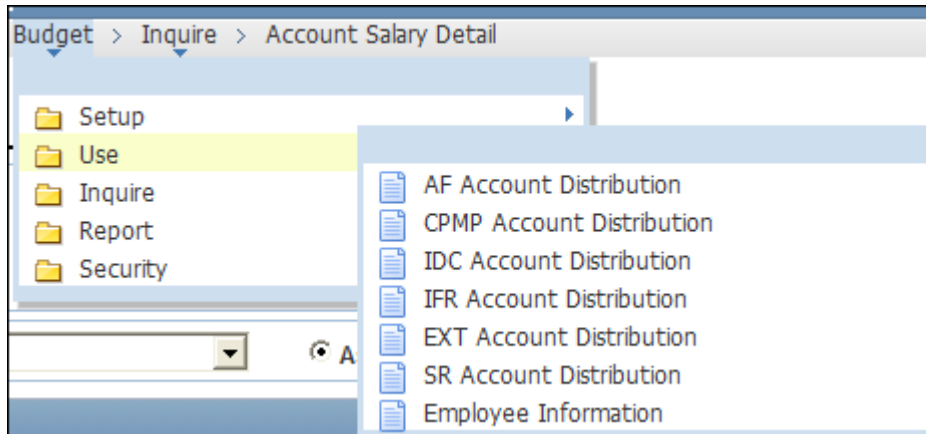 Budget > Inquire > Account Salary Detail
Setup
Use
Inquire
Report
Security
AF Account Distribution
CPMP Account Distribution
IDC Account Distribution
IFR Account Distribution
EXT Account Distribution
SR Account Distribution
Employee Information